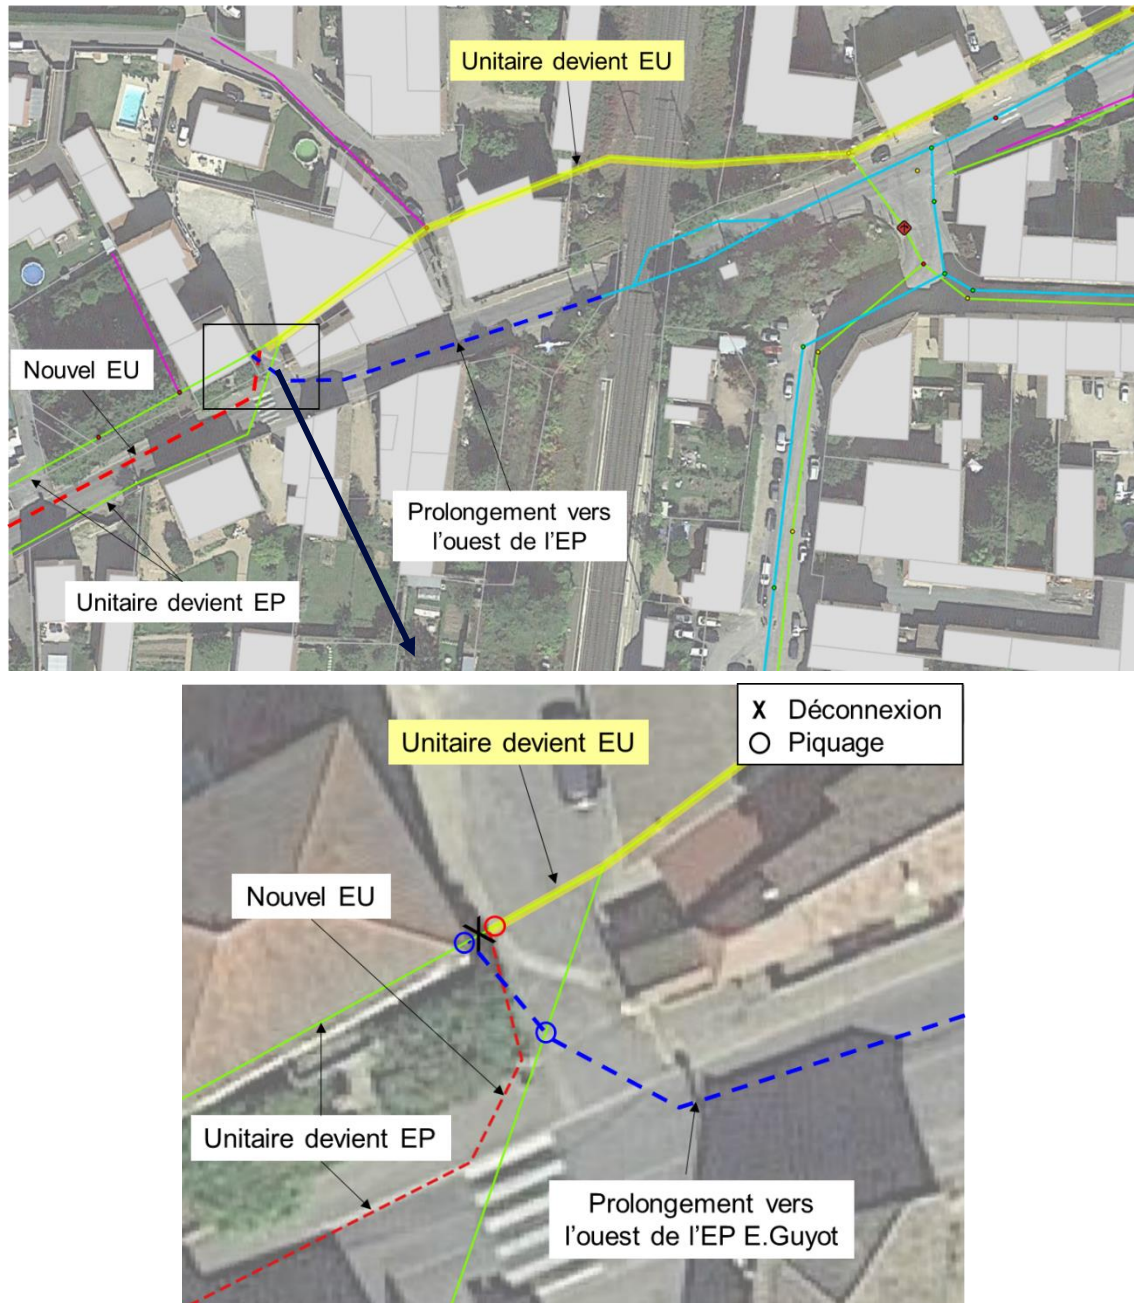 Unitaire devient EU
Nouvel EU
Prolongement vers
l'ouest de l'EP
Unitaire devient EP
X Déconnexion
O Piquage
Unitaire devient EU
Nouvel EU
Unitaire devient EP
Prolongement vers
l'ouest de l'EP E.Guyot